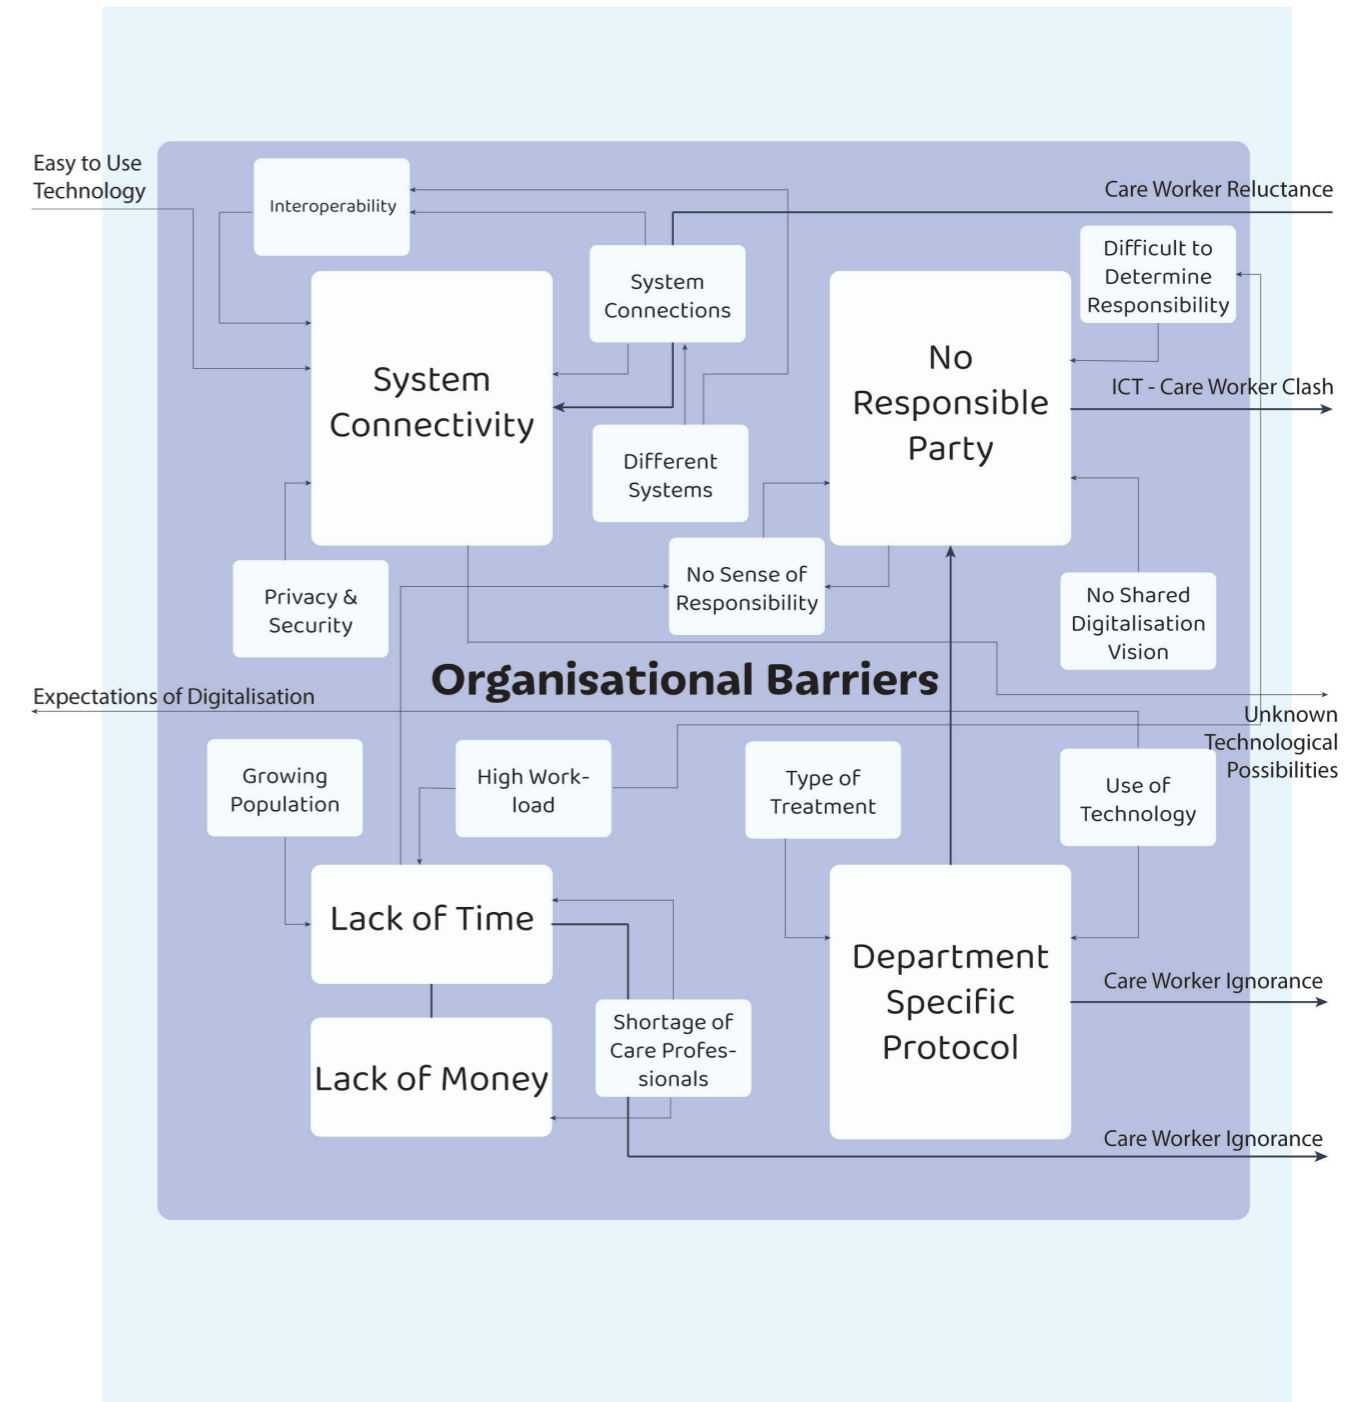 Easy to Use
Technology
Interoperability
Care Worker Reluctance
System
Connections
Difficult to
Determine
Responsibility
System
Connectivity
No
Responsible
Party
ICT - Care Worker Clash
Different
Systems
Privacy &
Security
No Sense of
Responsibility
No Shared
Digitalisation
Vision
Organisational Barriers
Expectations of Digitalisation
Unknown
Technological
Possibilities
Growing
Population
High Work-
load
Type of
Treatment
Use of
Technology
Lack of Time
Department
Specific
Protocol
Care Worker Ignorance
Shortage of
Care Profes-
sionals
Lack of Money
Care Worker Ignorance